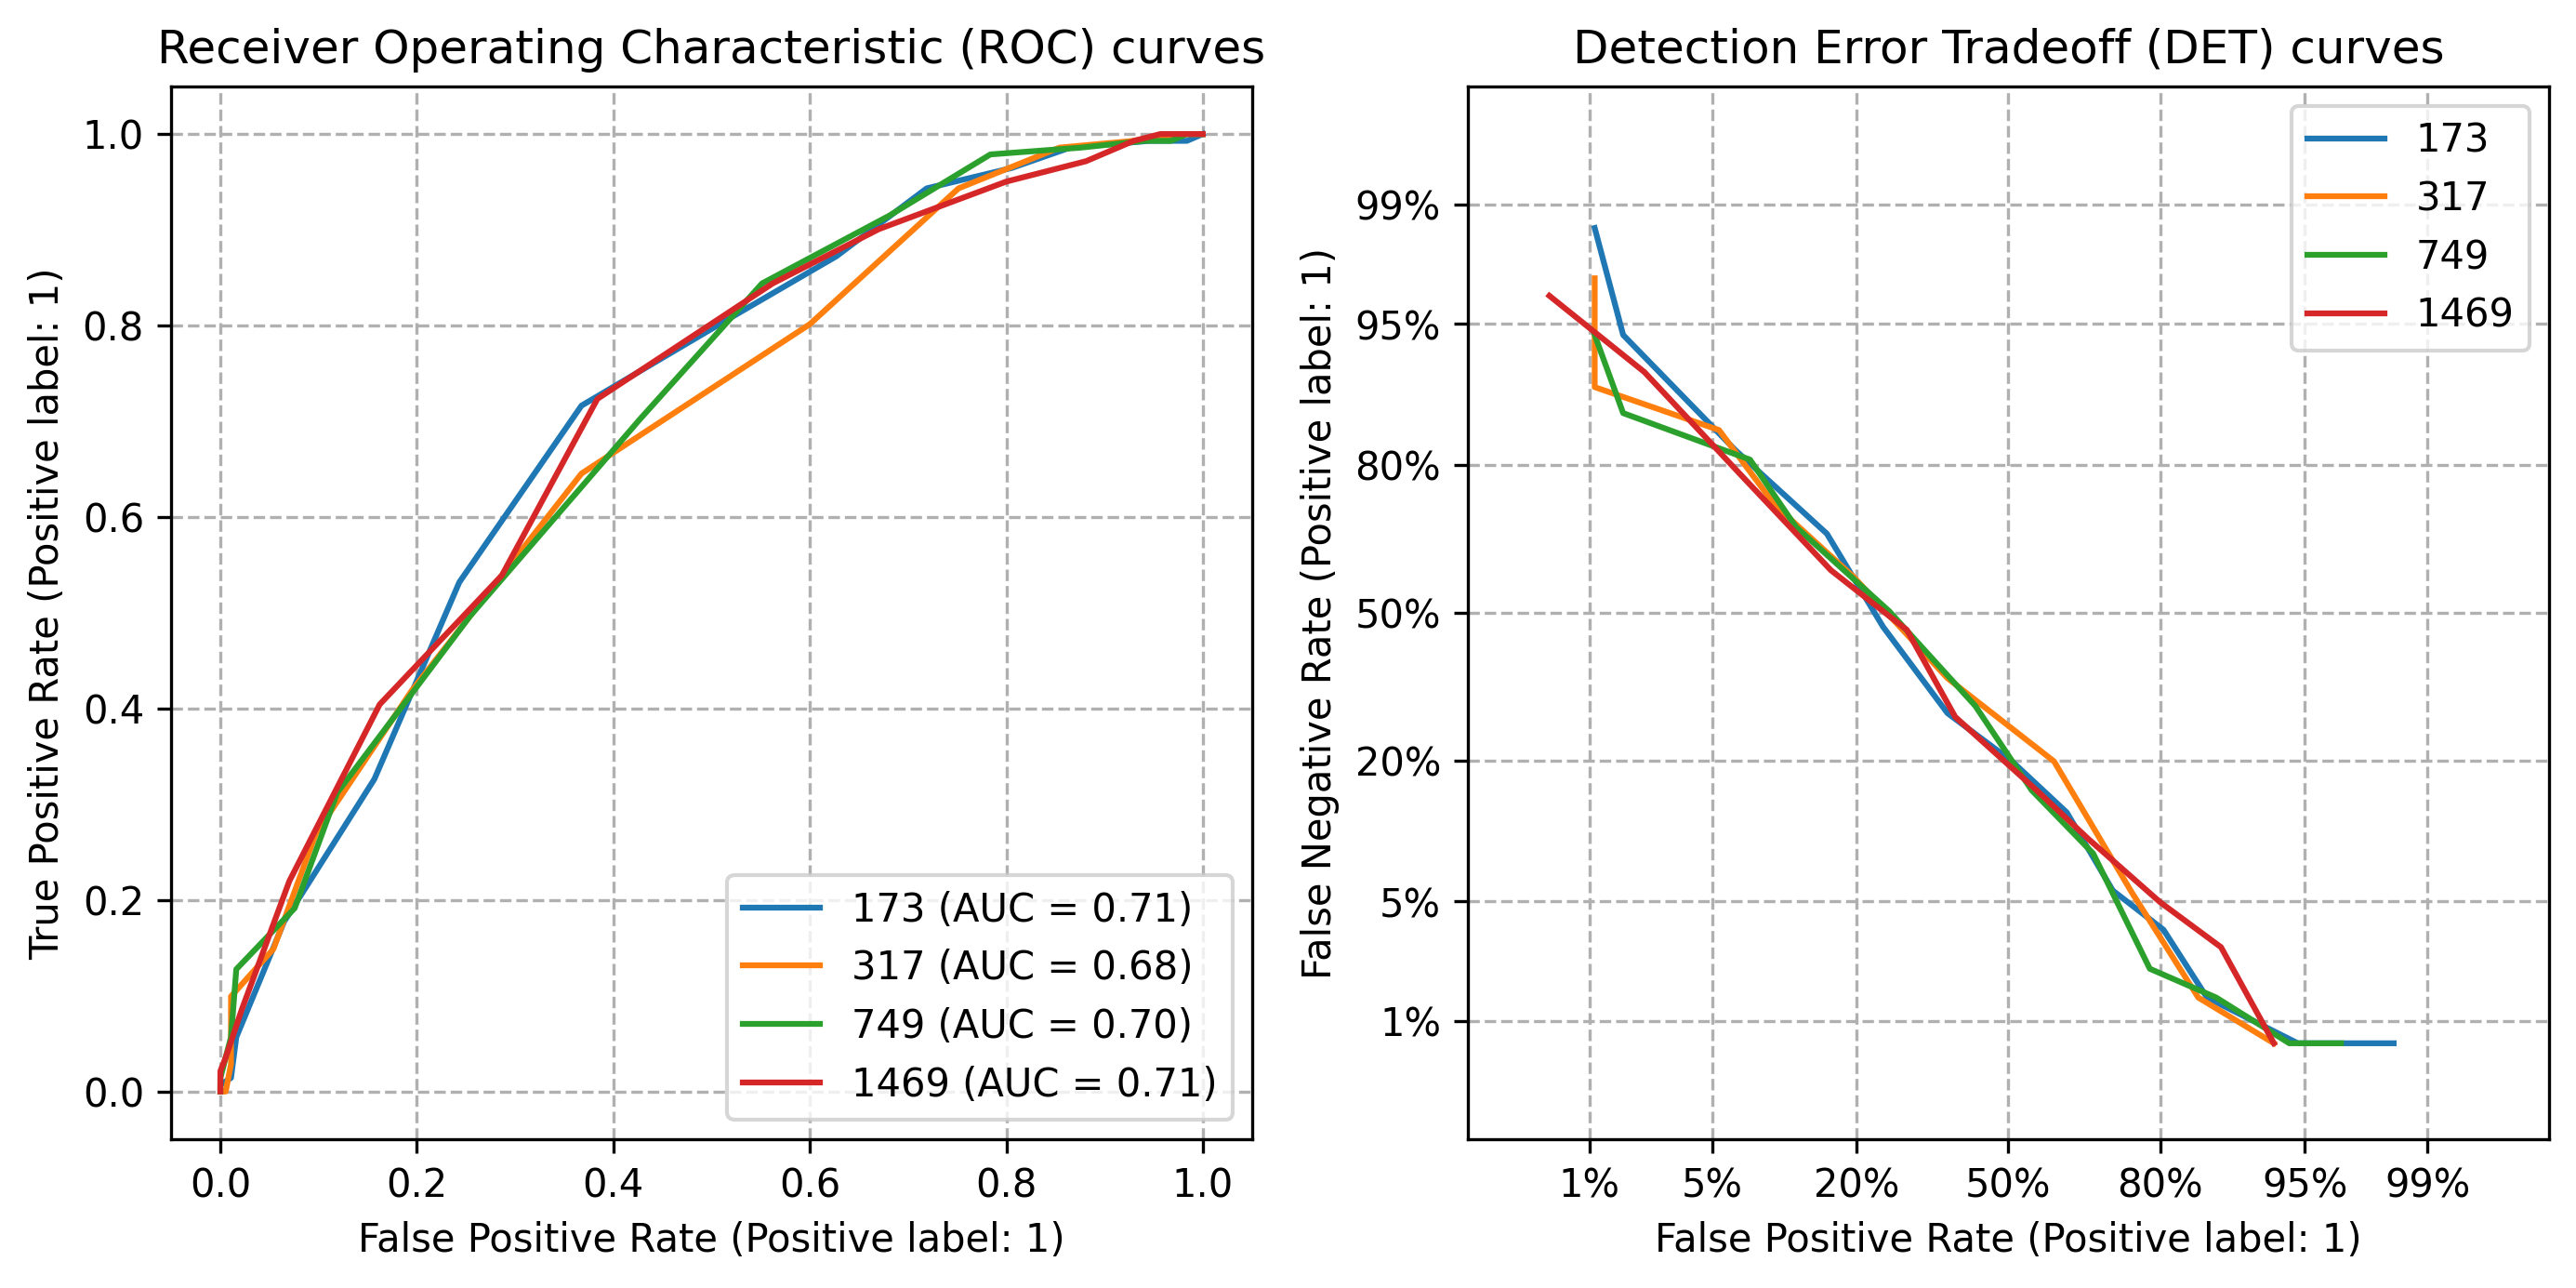 Receiver Operating Characteristic (ROC) curves
True Positive Rate (Positive label: 1)
1.0
0.8
0.6
0.4
0.2
0.0
173 (AUC = 0.71)
317 (AUC = 0.68)
749 (AUC = 0.70)
1469 (AUC = 0.71)
0.0 0.2 0.4 0.6 0.8 1.0
False Positive Rate (Positive label: 1)
Detection Error Tradeoff (DET) curves
False Negative Rate (Positive label: 1)
99%
95%
80%
50%
20%
5%
1%
173
317
749
1469
1% 5% 20% 50% 80% 95% 99%
False Positive Rate (Positive label: 1)